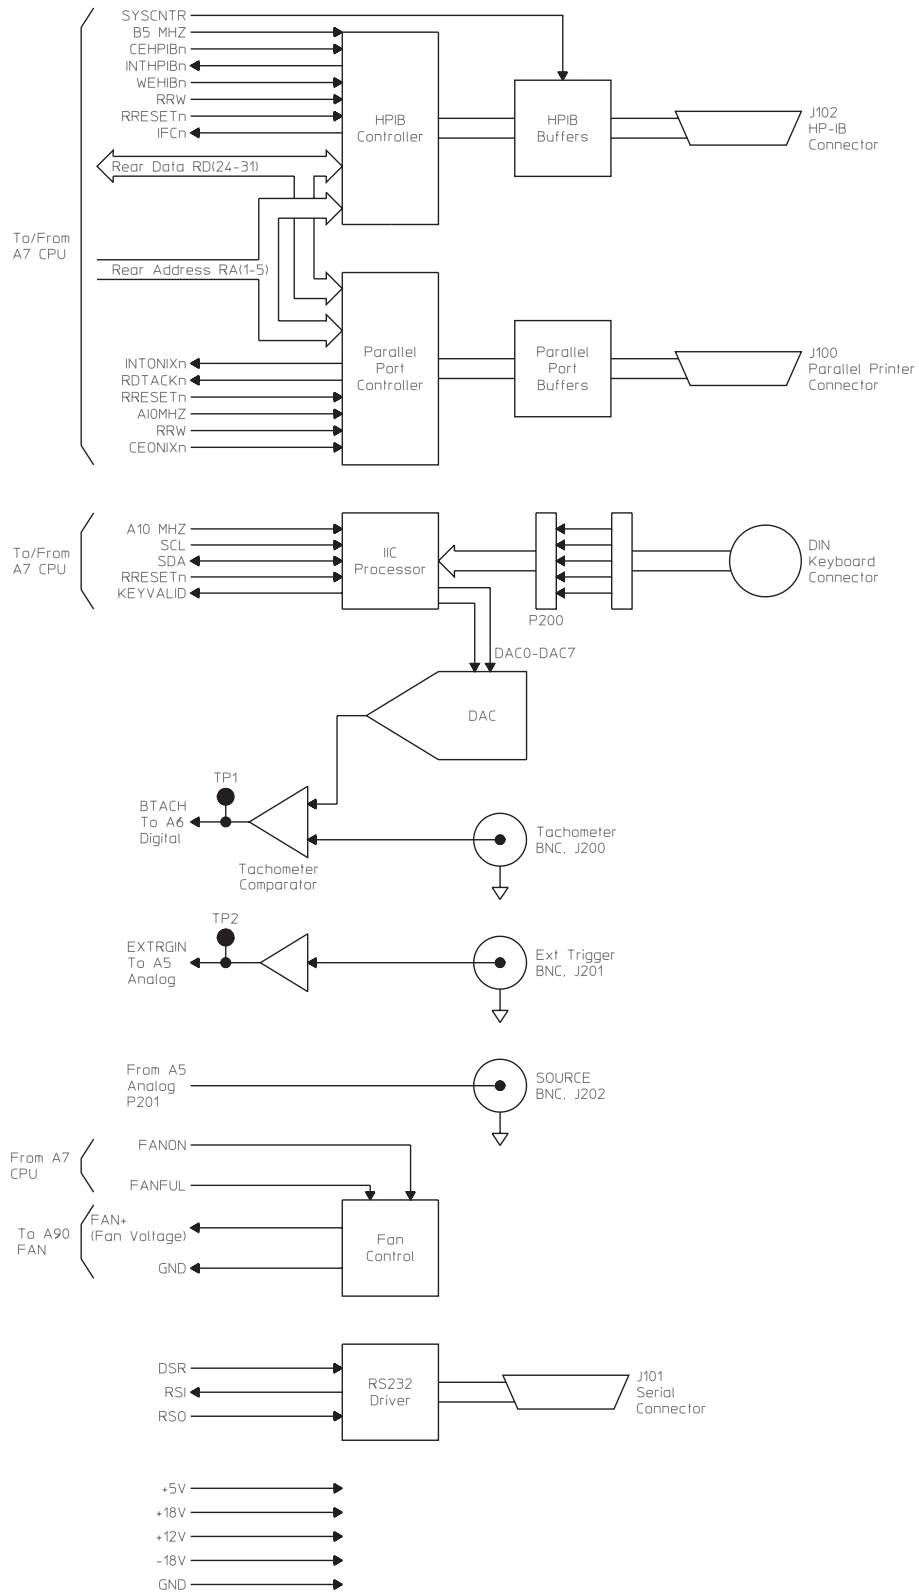 SYSCNTR
B5 MHZ
CEHPIBn
INTHPIBn
WEHIBn
RRW
RRESETn
IFCn
HPIB
Controller
HPIB
Buffers
J102
HP-IB
Connector
Rear Data RD(24-31)
To/From
A7 CPU
Rear Address RA(1-5)
INTONIXn
RDTACKn
RRESETn
AIOMHZ
RRW
CEONIXn
Parallel
Port
Controller
Parallel
Port
Buffers
J100
Parallel Printer
Connector
To/From
A7 CPU
A10 MHZ
SCL
SDA
RRESETn
KEYVALID
IIC
Processor
P200
DIN
Keyboard
Connector
DAC0-DAC7
DAC
TP1
BTACH
To A6
Digital
Tachometer
Comparator
Tachometer
BNC, J200
TP2
EXTRGIN
To A5
Analog
Ext Trigger
BNC, J201
From A5
Analog
P201
SOURCE
BNC, J202
From A7
CPU
FANON
FANFUL
To A90
FAN
FAN+
(Fan Voltage)
GND
Fan
Control
DSR
RSI
RSO
RS232
Driver
J101
Serial
Connector
+5V
+18V
+12V
-18V
GND